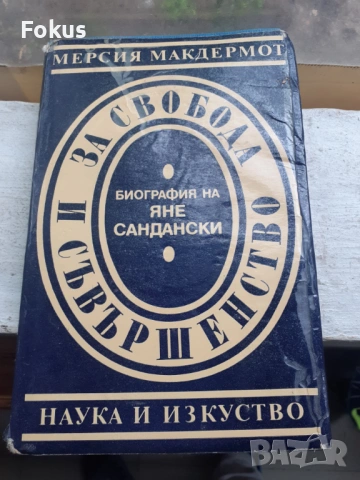 Fokus
МЕРСИЯ МАКДЕРМОТ
ЗА СВОБОДА
И СЪВЪРШЕНСТВО
БИОГРАФИЯ НА
ЯНЕ
САНДАНСКИ
НАУКА И ИЗКУСТВО
BAZAR